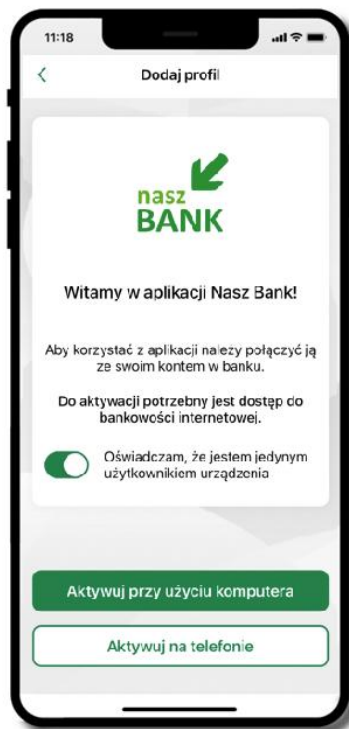 11:18
Dodaj profil
nasz
BANK
Witamy w aplikacji Nasz Bank!
Aby korzystać z aplikacji należy połączyć ją
ze swoim kontem w banku.
Do aktywacji potrzebny jest dostęp do
bankowości internetowej.
Oświadczam, że jestem jedynym
użytkownikiem urządzenia
Aktywuj przy użyciu komputera
Aktywuj na telefonie